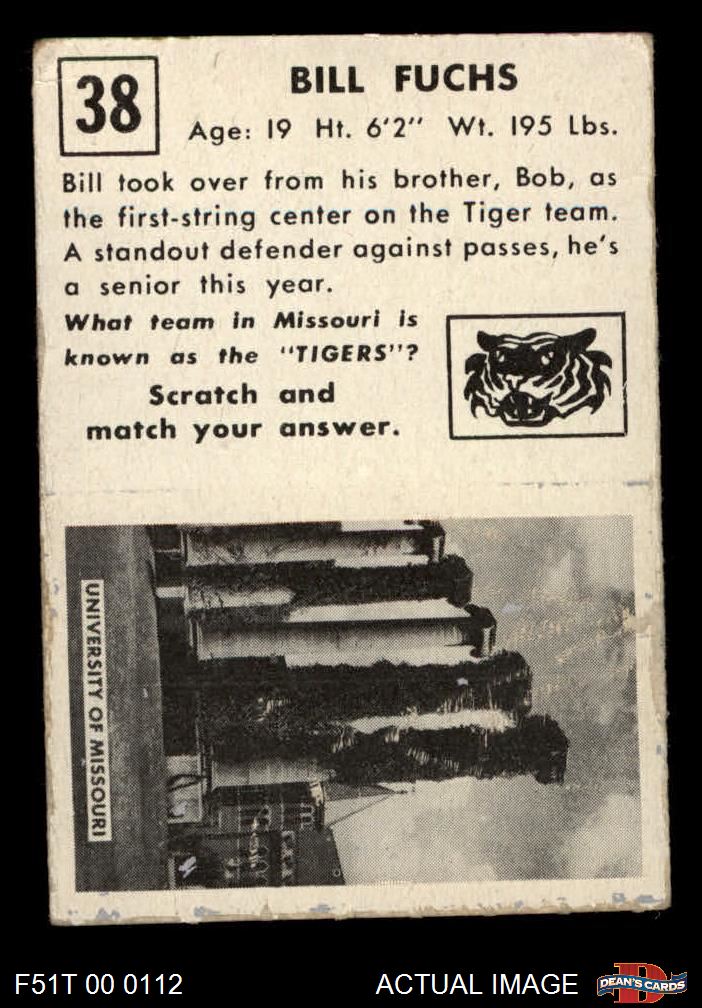 38
BILL FUCHS
Age: 19 Ht. 6'2" Wt. 195 Lbs.
Bill took over from his brother, Bob, as
the first-string center on the Tiger team.
A standout defender against passes, he's
a senior this year.
What team in Missouri is
known as the "TIGERS"?
Scratch and
match your answer.
UNIVERSITY OF MISSOURI
F51T 00 0112
ACTUAL IMAGE
D
DEAN'S CARDS